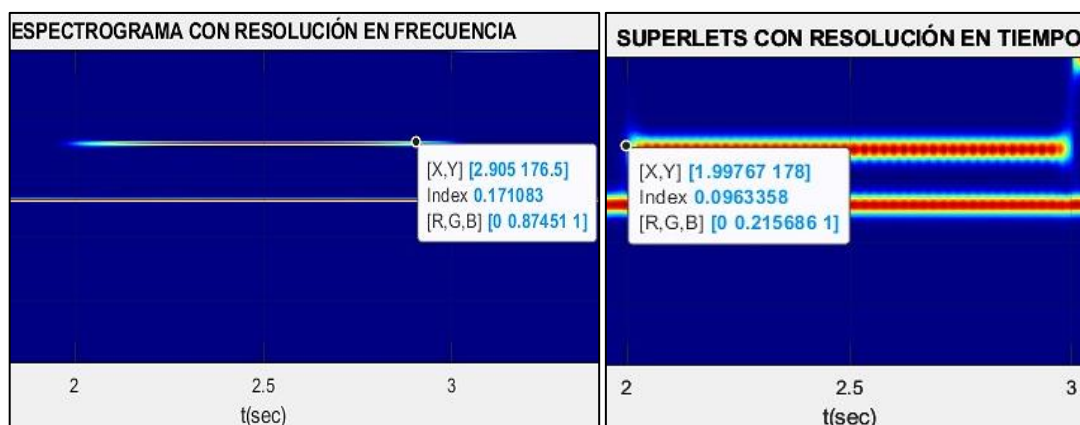 ESPECTROGRAMA CON RESOLUCIÓN EN FRECUENCIA
[X,Y] [2.905 176.5]
Index 0.171083
[R,G,B] [0 0.87451 1]
2 2.5 3
t(sec)
SUPERLETS CON RESOLUCIÓN EN TIEMPO
[X,Y] [1.99767 178]
Index 0.0963358
[R,G,B] [0 0.215686 1]
2 2.5 3
t(sec)